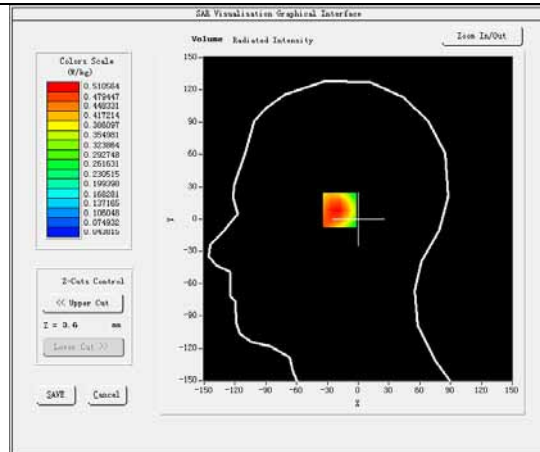 SAR Visualisation Graphical Interface
Volume Radiated Intensity
Zoom In/Out
Colors Scale
(W/kg)
0.510564
0.479447
0.448331
0.417214
0.386097
0.354981
0.323864
0.292748
0.261631
0.230515
0.199398
0.168281
0.137165
0.106048
0.074932
0.043815
150
120
90
60
30
0
-30
-60
-90
-120
-150
Y
-150 -120 -90 -60 -30 0 30 60 90 120 150
X
Z-Cuts Control
<< Upper Cut
Z = 3.6 mm
Lower Cut >>
SAVE Cancel